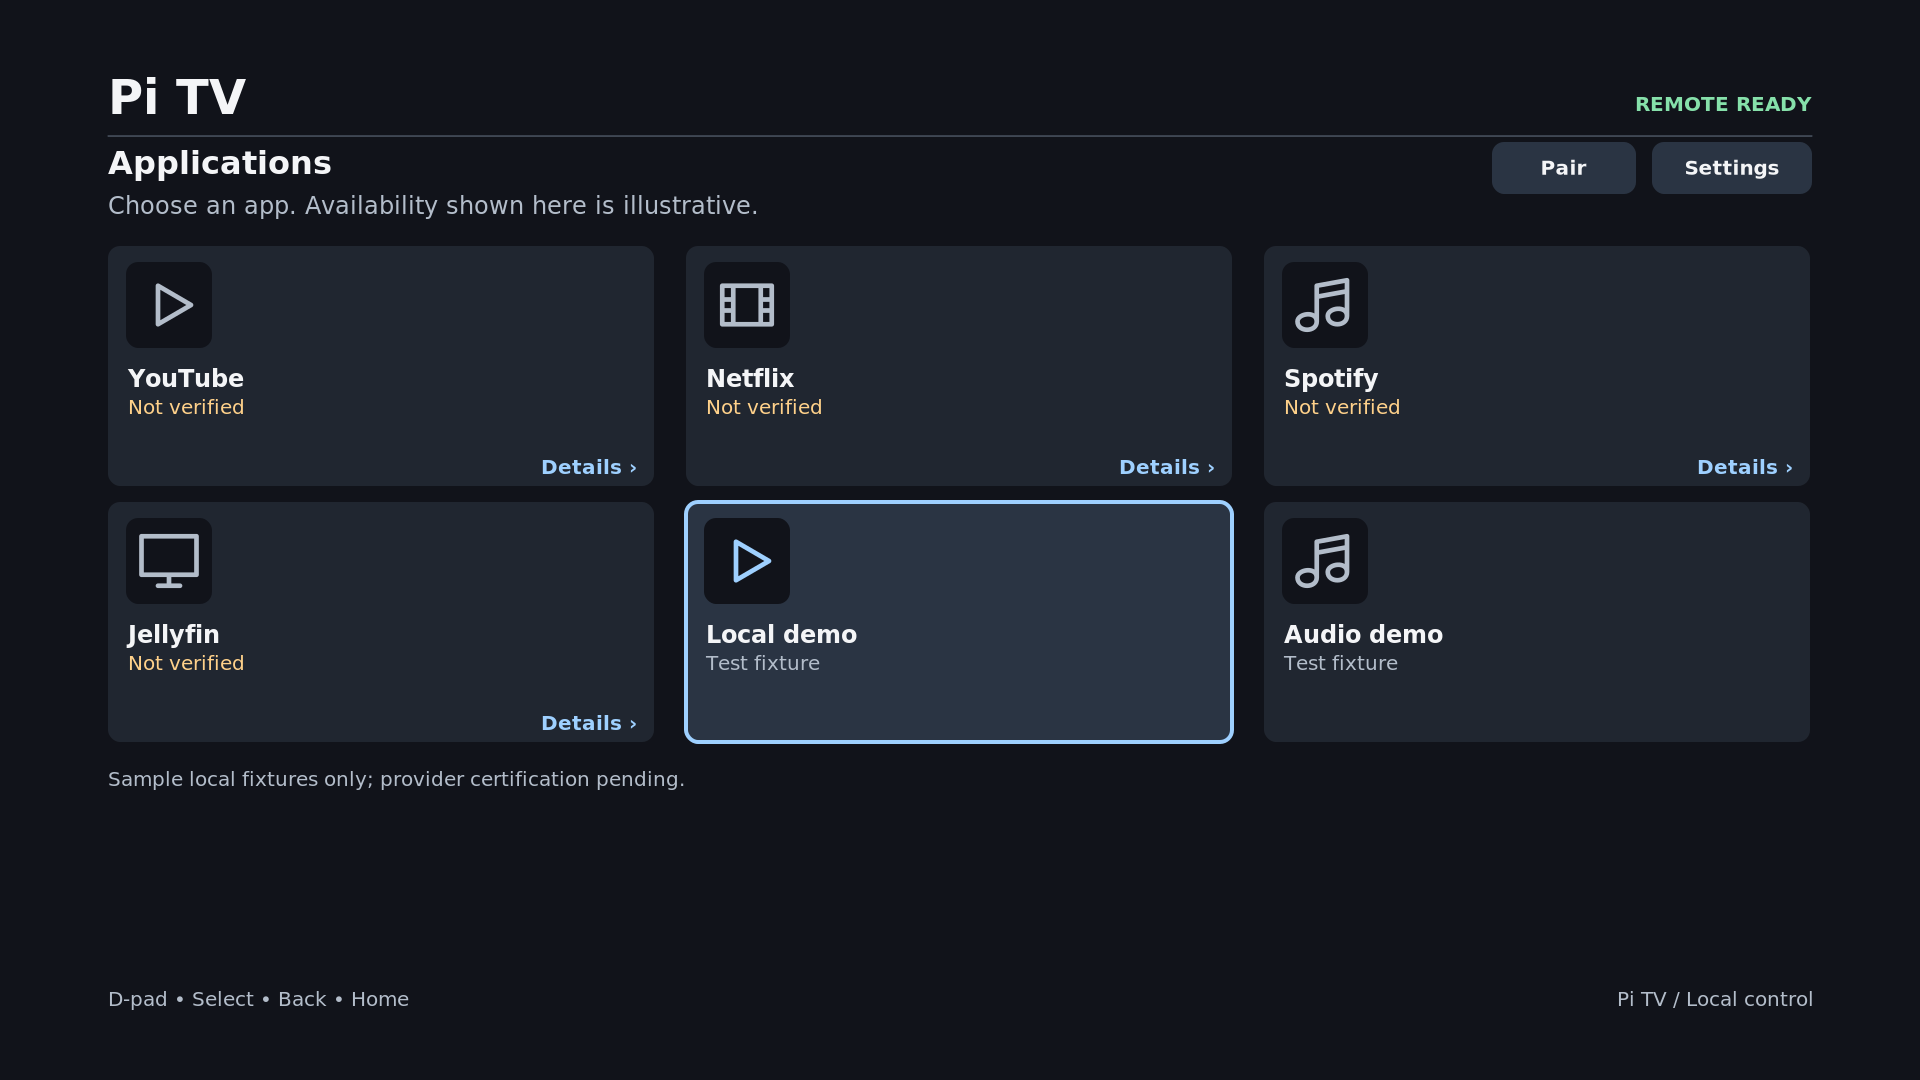 Pi TV
REMOTE READY
Applications
Pair
Settings
Choose an app. Availability shown here is illustrative.
YouTube
Not verified
Details ›
Netflix
Not verified
Details ›
Spotify
Not verified
Details ›
Jellyfin
Not verified
Details ›
Local demo
Test fixture
Audio demo
Test fixture
Sample local fixtures only; provider certification pending.
D-pad • Select • Back • Home
Pi TV / Local control